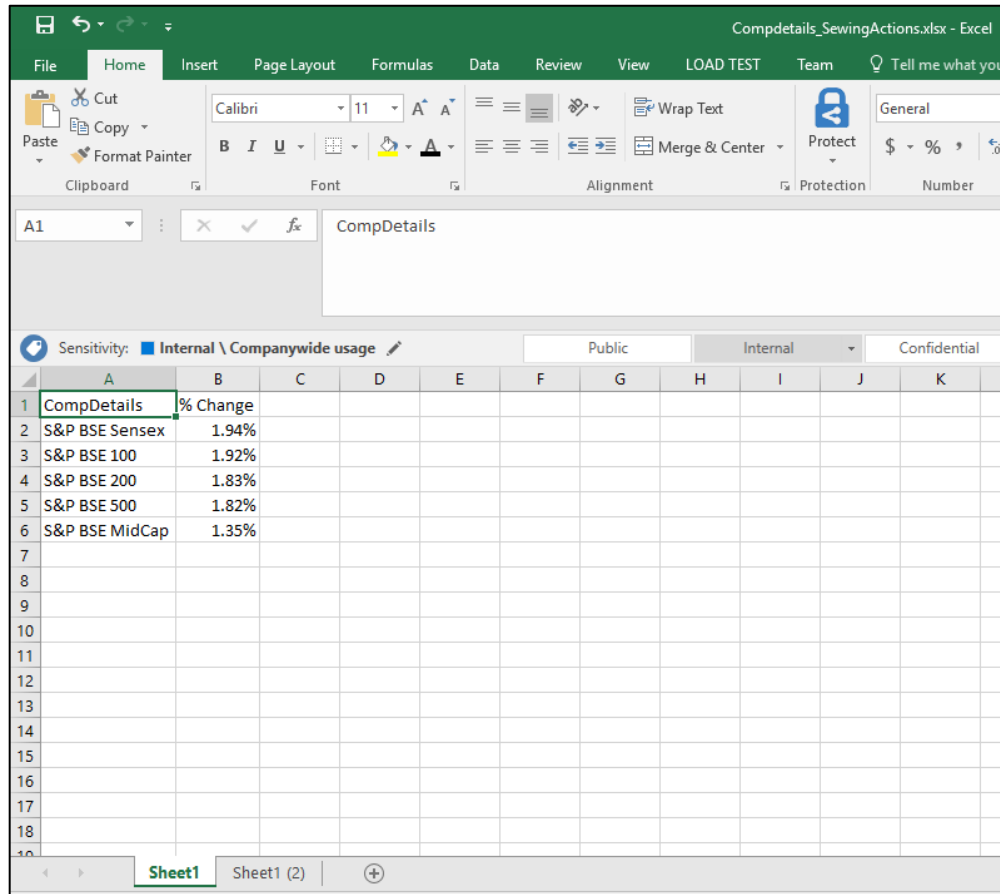 Compdetails_SewingActions.xlsx - Excel
File Home Insert Page Layout Formulas Data Review View LOAD TEST Team Tell me what you
Cut
Copy
Format Painter
Paste
Calibri 11 A A
B I U A
Wrap Text
Merge & Center
Protect
General
$ % ,
Clipboard Font Alignment Protection Number
A1 fx CompDetails
Sensitivity: Internal \ Companywide usage Public Internal Confidential
A B C D E F G H I J K
1 CompDetails % Change
2 S&P BSE Sensex 1.94%
3 S&P BSE 100 1.92%
4 S&P BSE 200 1.83%
5 S&P BSE 500 1.82%
6 S&P BSE MidCap 1.35%
7
8
9
10
11
12
13
14
15
16
17
18
Sheet1 Sheet1 (2)